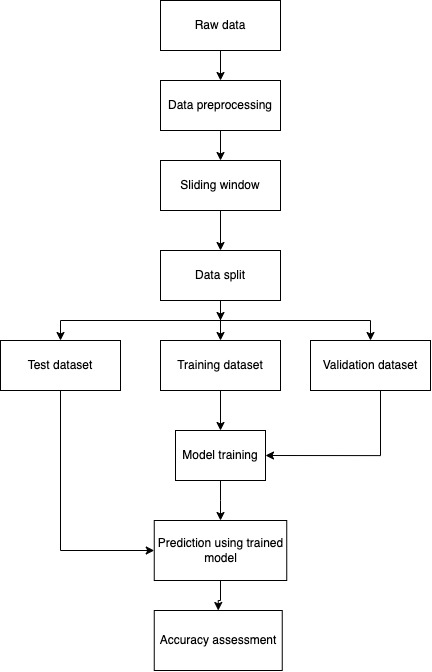 Raw data
Data preprocessing
Sliding window
Data split
Test dataset
Training dataset
Validation dataset
Model training
Prediction using trained
model
Accuracy assessment